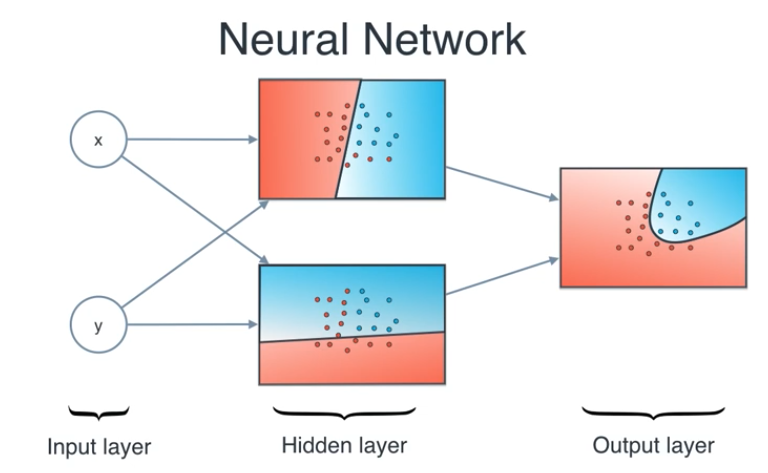 Neural Network
x
y
Input layer
Hidden layer
Output layer